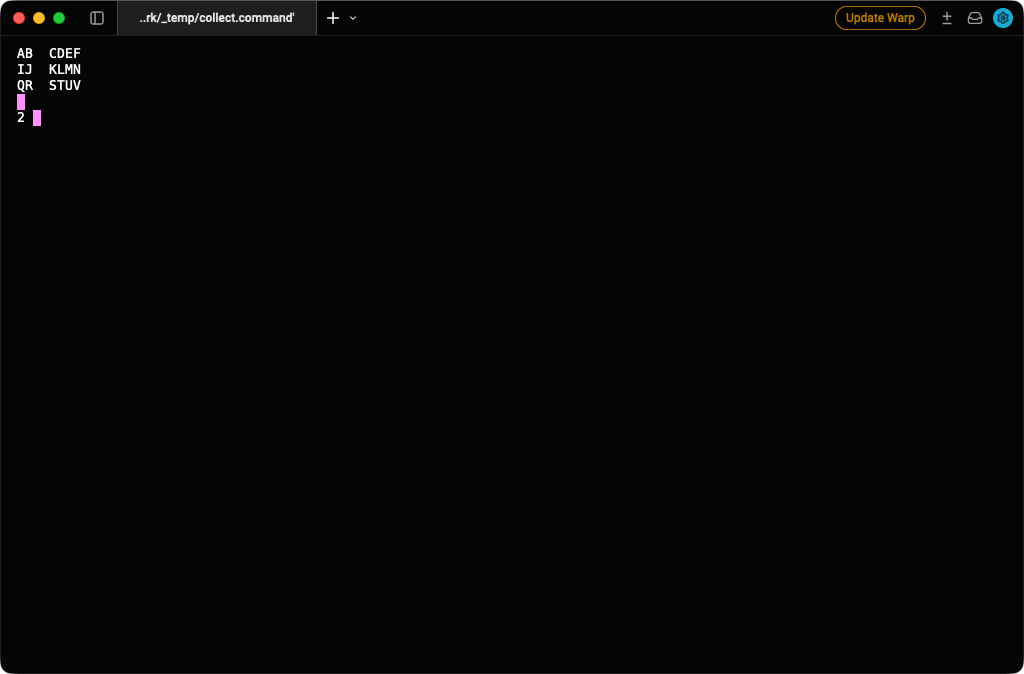 ..rk/_temp/collect.command'
Update Warp
AB  CDEF
IJ  KLMN
QR  STUV
2